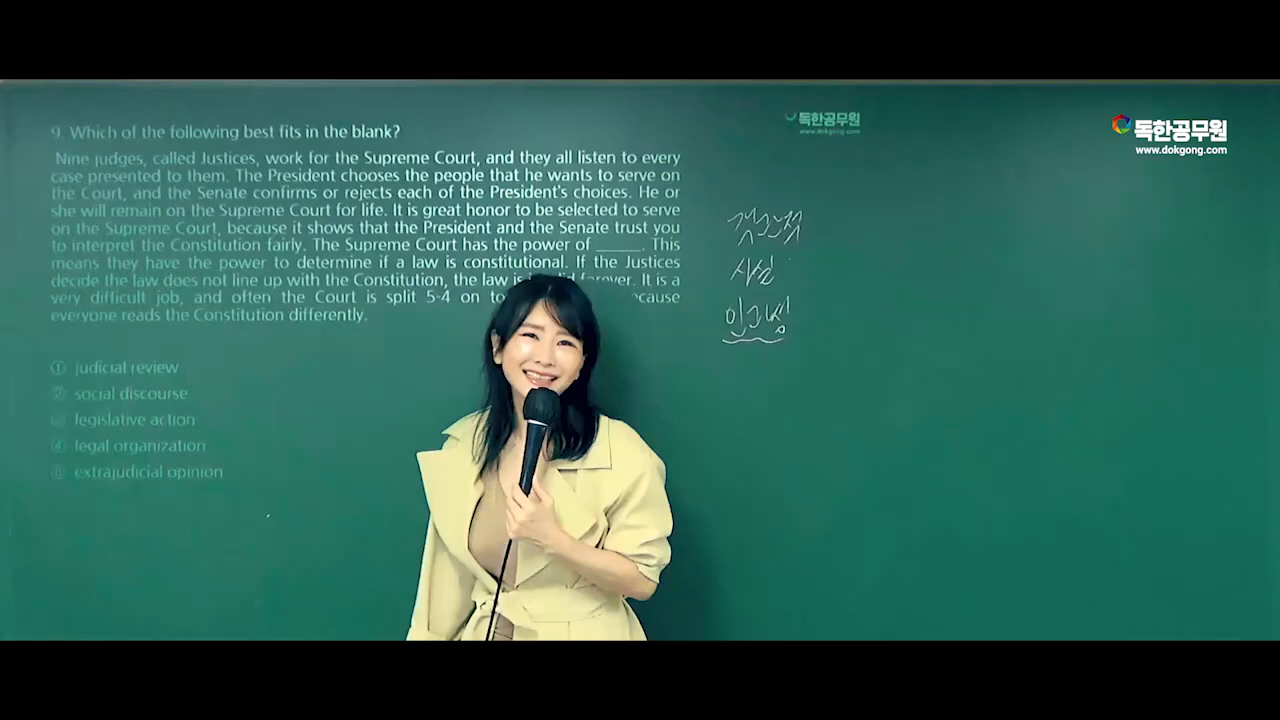 9. Which of the following best fits in the blank?
Nine judges, called Justices, work for the Supreme Court, and they all listen to every
case presented to them. The President chooses the people that he wants to serve on
the Court, and the Senate confirms or rejects each of the President's choices. He or
she will remain on the Supreme Court for life. It is great honor to be selected to serve
on the Supreme Court, because it shows that the President and the Senate trust you
to interpret the Constitution fairly. The Supreme Court has the power of _____. This
means they have the power to determine if a law is constitutional. If the Justices
decide the law does not line up with the Constitution, the law is forever. It is a
very difficult job, and often the Court is split 5-4 on
everyone reads the Constitution differently.
① judicial review
② social discourse
③ legislative action
④ legal organization
⑤ extrajudicial opinion
독한공무원
www.dokgong.com
사실
독한공무원
www.dokgong.com